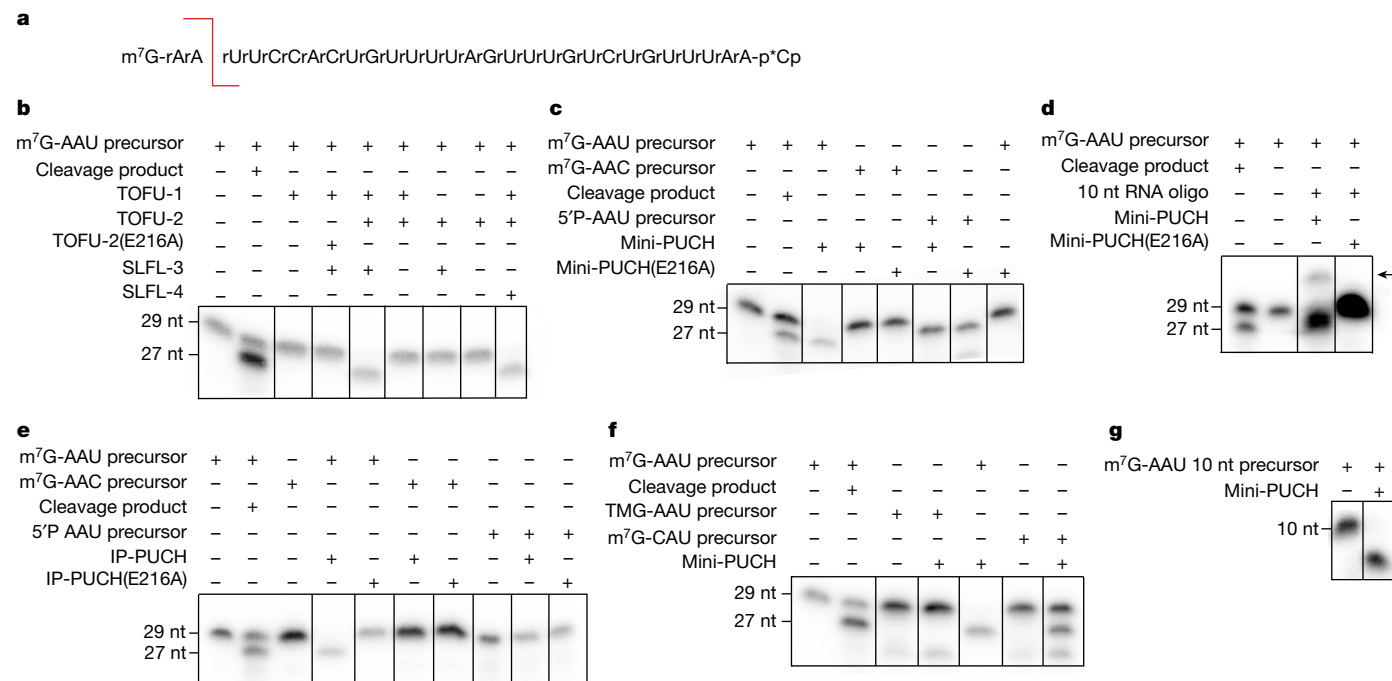 a
m⁷G-rArA rUrUrCrCrArCrUrGrUrUrUrUrArGrUrUrUrGrUrCrUrGrUrUrUrArA-p*Cp
b
m⁷G-AAU precursor + + + + + + + + +
Cleavage product – + – – – – – – –
TOFU-1 – – + + + + – – +
TOFU-2 – – – – + + + + +
TOFU-2(E216A) – – – + – – – – –
SLFL-3 – – – + + – + – –
SLFL-4 – – – – – – – – +
29 nt
27 nt
c
m⁷G-AAU precursor + + + – – – – +
m⁷G-AAC precursor – – – + + – – –
Cleavage product – + – – – – – –
5′P-AAU precursor – – – – – + + –
Mini-PUCH – – + + – + – –
Mini-PUCH(E216A) – – – – + – + +
29 nt
27 nt
d
m⁷G-AAU precursor + + + +
Cleavage product + – – –
10 nt RNA oligo – – + +
Mini-PUCH – – + –
Mini-PUCH(E216A) – – – +
29 nt
27 nt
e
m⁷G-AAU precursor + + – + + – – – – –
m⁷G-AAC precursor – – + – – + + – – –
Cleavage product – + – – – – – – – –
5′P AAU precursor – – – – – – – + + +
IP-PUCH – – – + – + – – + –
IP-PUCH(E216A) – – – – + – + – – +
29 nt
27 nt
f
m⁷G-AAU precursor + + – – + – –
Cleavage product – + – – – – –
TMG-AAU precursor – – + + – – –
m⁷G-CAU precursor – – – – – + +
Mini-PUCH – – – + + – +
29 nt
27 nt
g
m⁷G-AAU 10 nt precursor + +
Mini-PUCH – +
10 nt